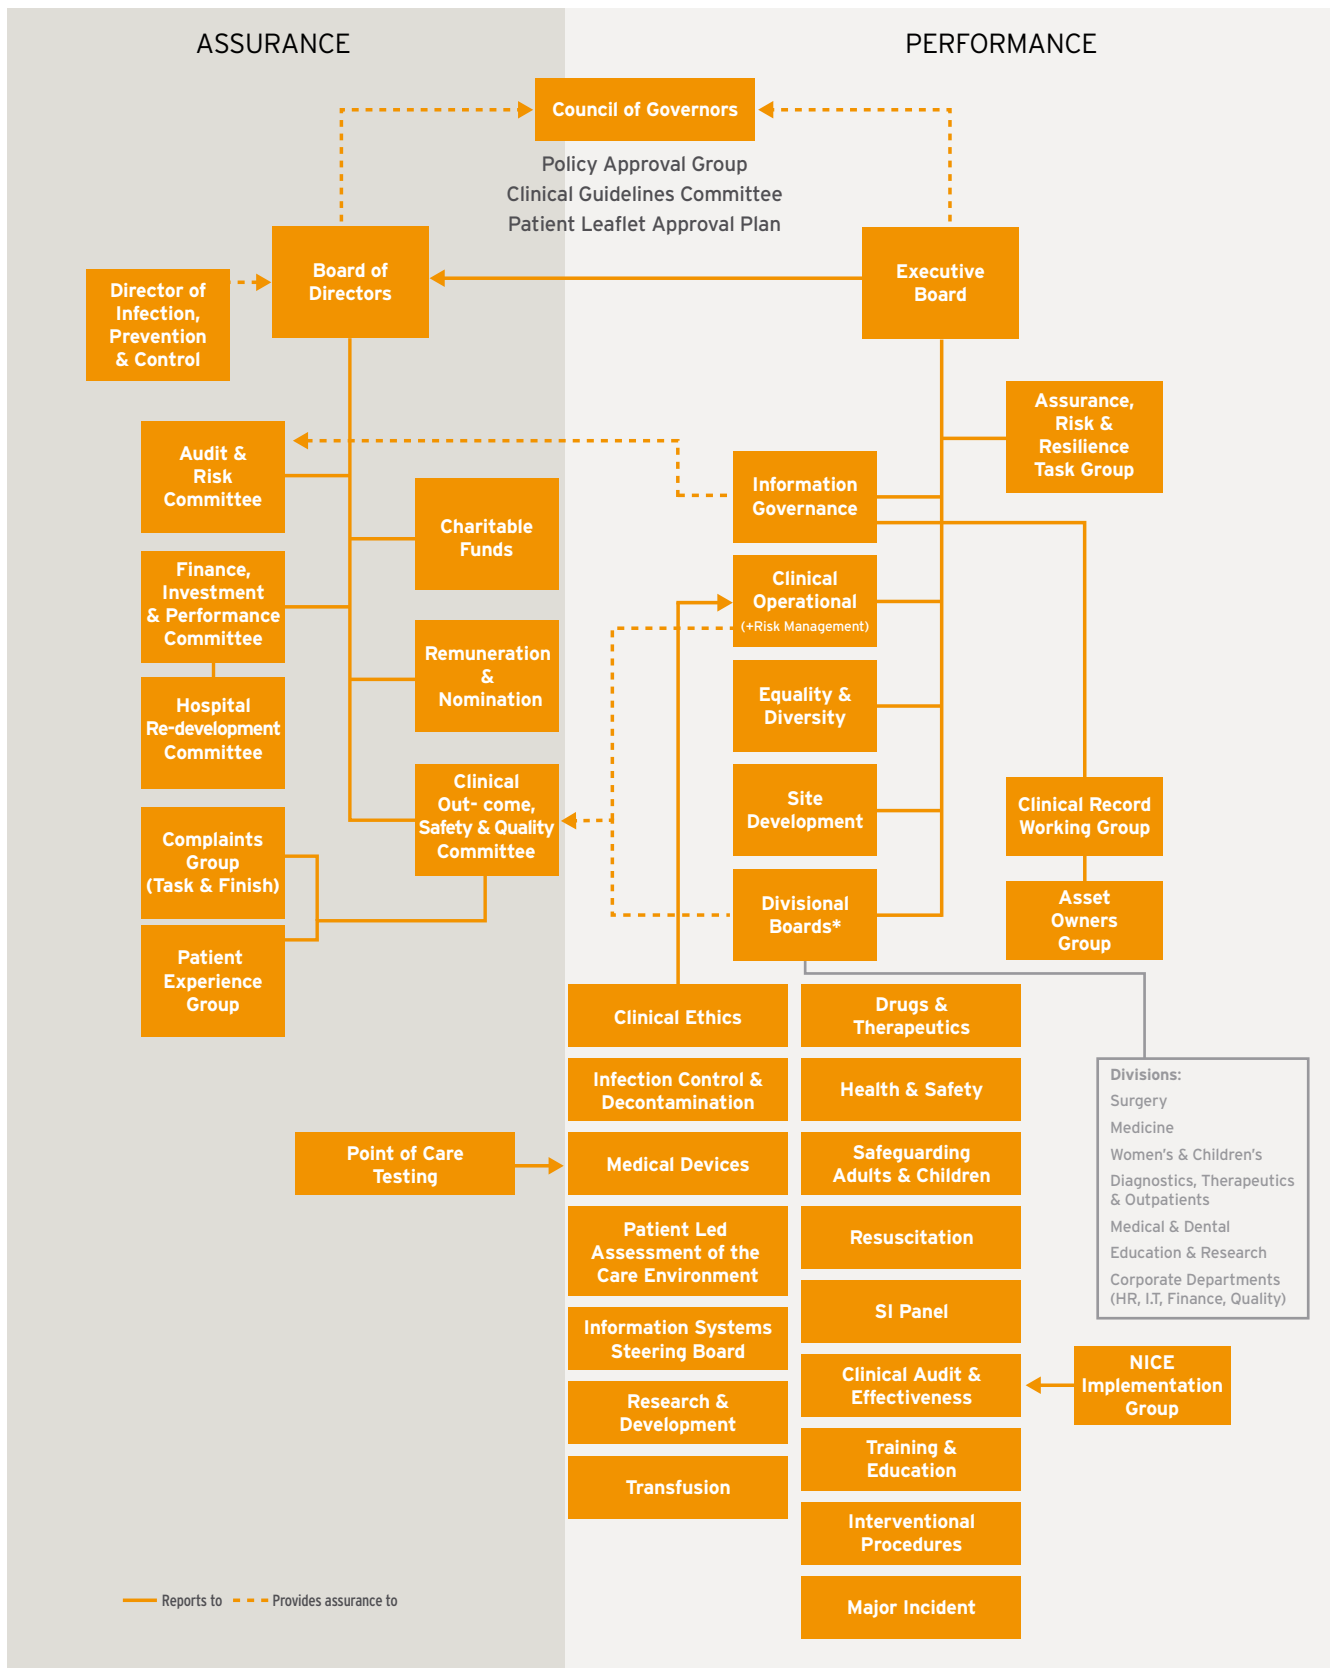 ASSURANCE
PERFORMANCE
Council of Governors
Policy Approval Group
Clinical Guidelines Committee
Patient Leaflet Approval Plan
Board of
Directors
Executive
Board
Director of
Infection,
Prevention
& Control
Assurance,
Risk &
Resilience
Task Group
Audit &
Risk
Committee
Information
Governance
Charitable
Funds
Finance,
Investment
& Performance
Committee
Clinical
Operational
(+Risk Management)
Remuneration
&
Nomination
Equality &
Diversity
Hospital
Re-development
Committee
Clinical
Out- come,
Safety & Quality
Committee
Site
Development
Clinical Record
Working Group
Complaints
Group
(Task & Finish)
Divisional
Boards*
Asset
Owners
Group
Patient
Experience
Group
Clinical Ethics
Drugs &
Therapeutics
Infection Control &
Decontamination
Health & Safety
Divisions:
Surgery
Medicine
Women's & Children's
Diagnostics, Therapeutics
& Outpatients
Medical & Dental
Education & Research
Corporate Departments
(HR, I.T, Finance, Quality)
Point of Care
Testing
Medical Devices
Safeguarding
Adults & Children
Patient Led
Assessment of the
Care Environment
Resuscitation
Information Systems
Steering Board
SI Panel
Research &
Development
Clinical Audit &
Effectiveness
NICE
Implementation
Group
Transfusion
Training &
Education
Interventional
Procedures
Major Incident
Reports to
Provides assurance to